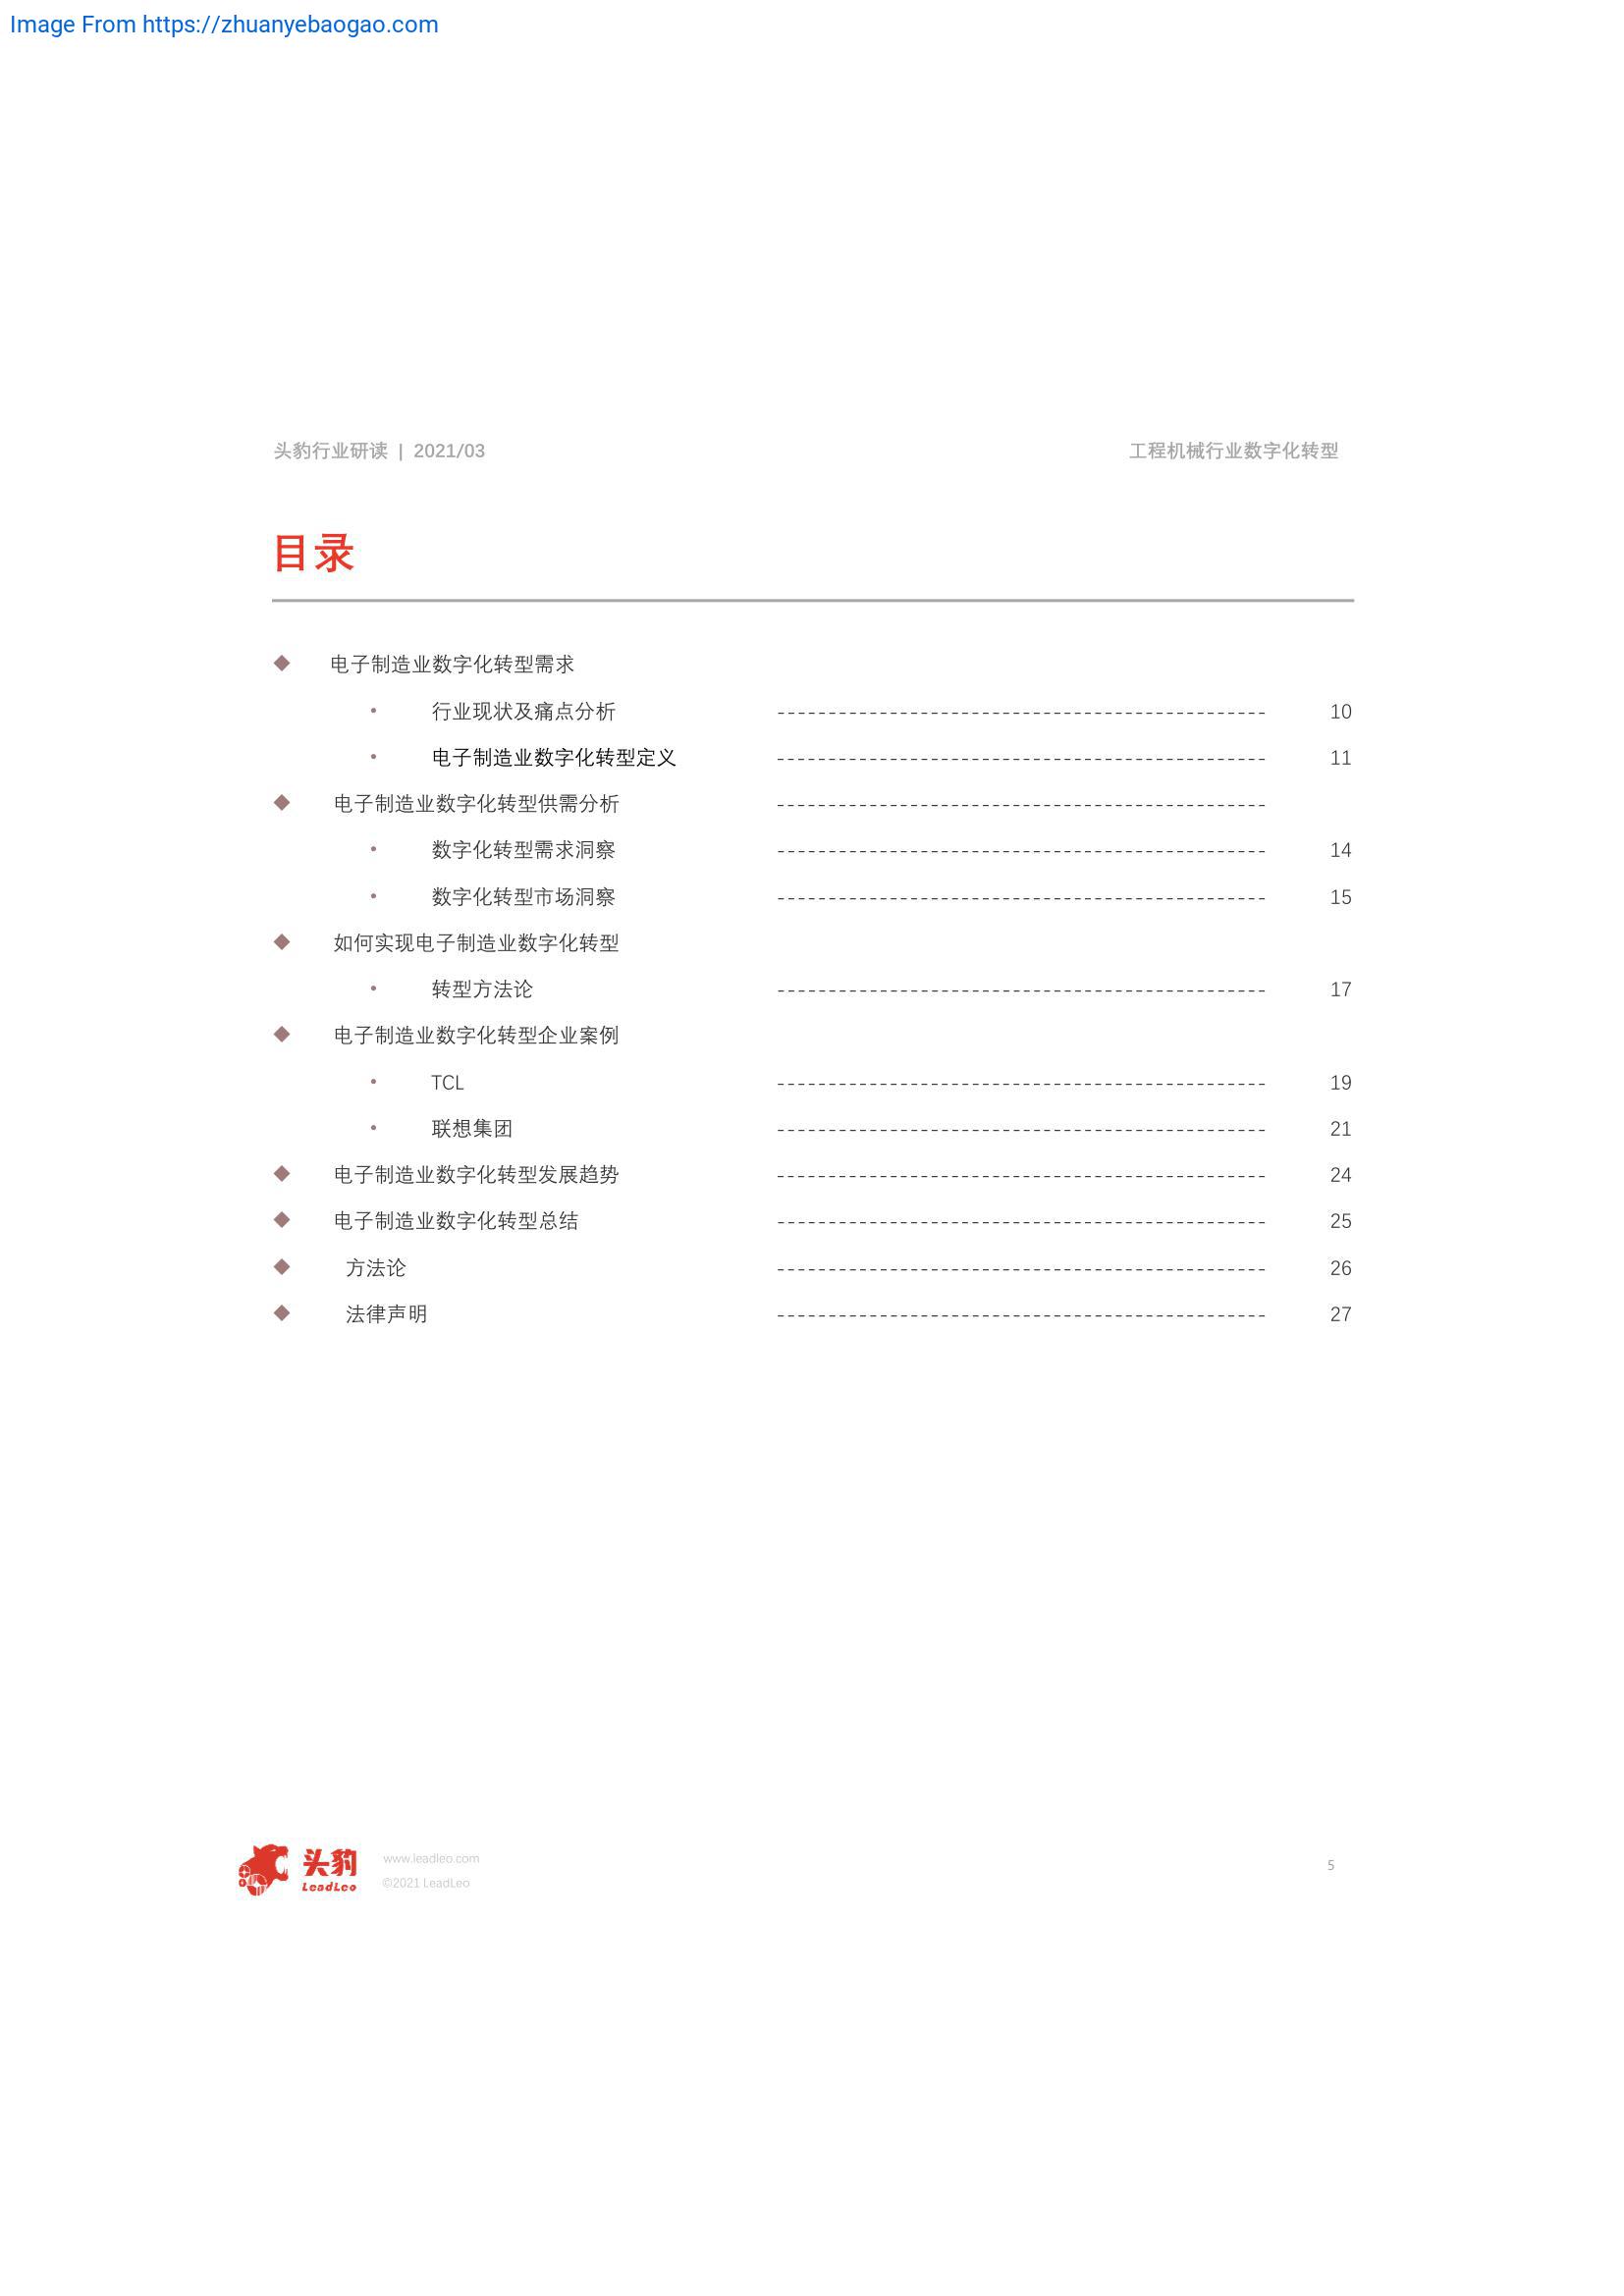 Image From https://zhuanyebaogao.com
头豹行业研读 | 2021/03
工程机械行业数字化转型
目录
◆ 电子制造业数字化转型需求
• 行业现状及痛点分析 ------------------------------------------------ 10
• 电子制造业数字化转型定义 ------------------------------------------------ 11
◆ 电子制造业数字化转型供需分析 ------------------------------------------------
• 数字化转型需求洞察 ------------------------------------------------ 14
• 数字化转型市场洞察 ------------------------------------------------ 15
◆ 如何实现电子制造业数字化转型
• 转型方法论 ------------------------------------------------ 17
◆ 电子制造业数字化转型企业案例
• TCL ------------------------------------------------ 19
• 联想集团 ------------------------------------------------ 21
◆ 电子制造业数字化转型发展趋势 ------------------------------------------------ 24
◆ 电子制造业数字化转型总结 ------------------------------------------------ 25
◆ 方法论 ------------------------------------------------ 26
◆ 法律声明 ------------------------------------------------ 27
头豹
LeadLeo
www.leadleo.com
©2021 LeadLeo
5